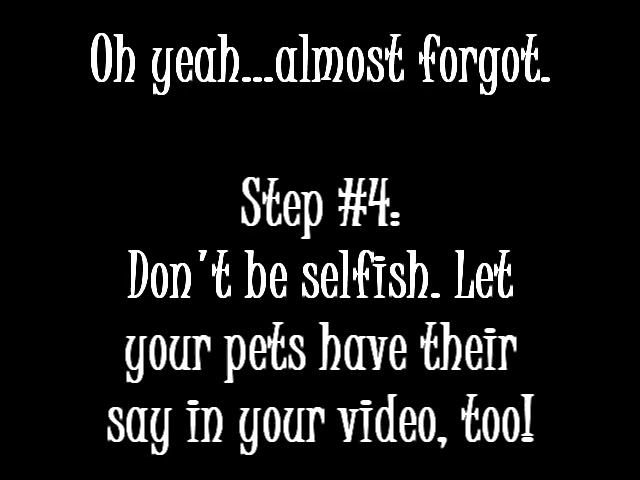 Oh yeah...almost forgot.
Step #4:
Don't be selfish. Let
your pets have their
say in your video, too!